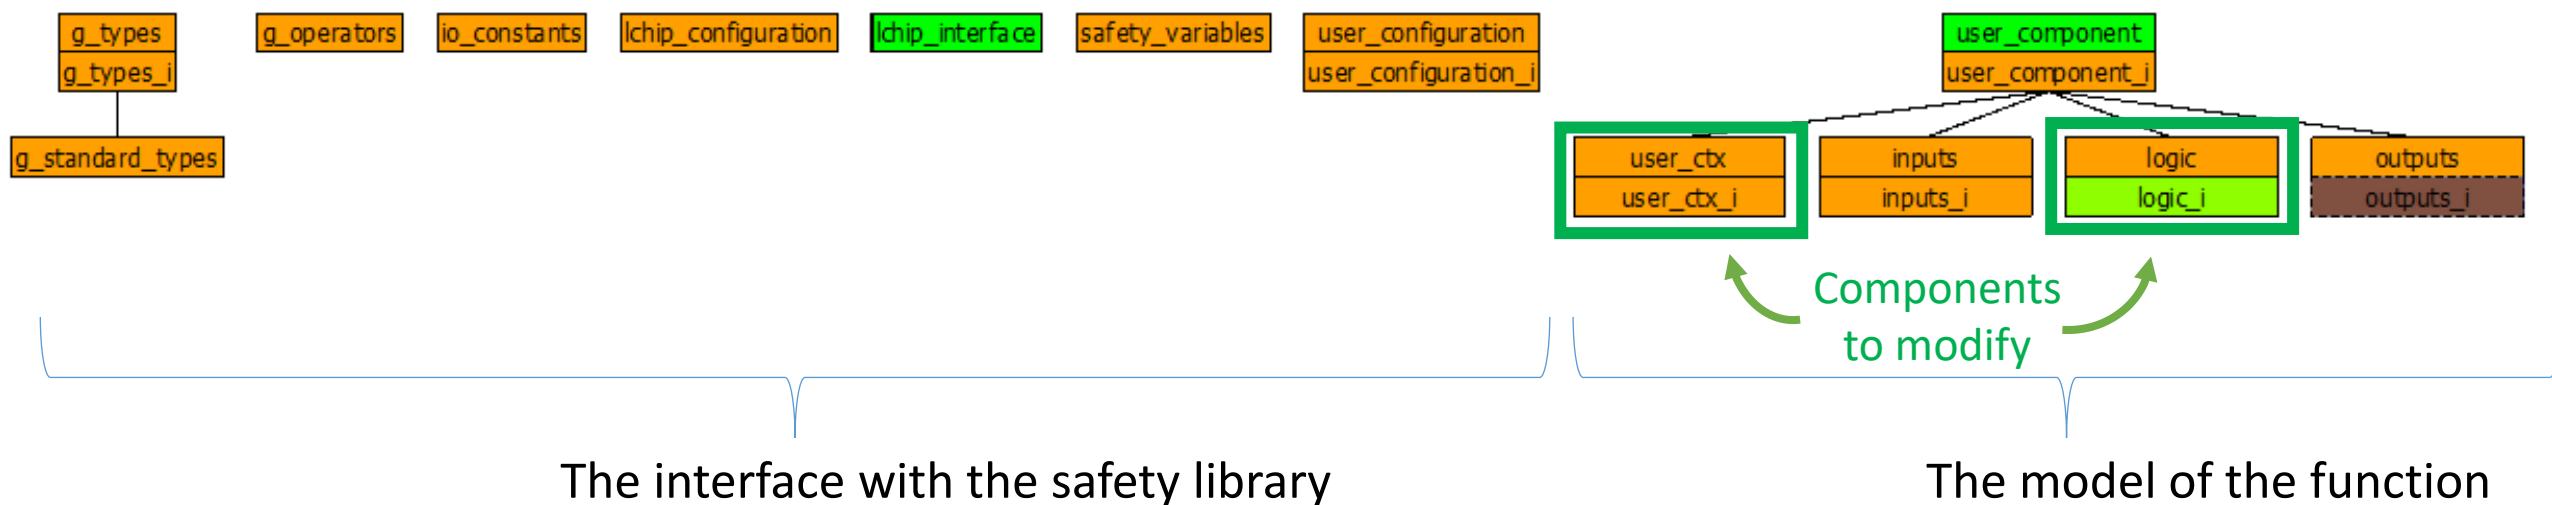 g_types
g_types_i
g_standard_types
g_operators
io_constants
lchip_configuration
lchip_interface
safety_variables
user_configuration
user_configuration_i
user_component
user_component_i
user_ctx
user_ctx_i
inputs
inputs_i
logic
logic_i
outputs
outputs_i
Components
to modify
The interface with the safety library
The model of the function